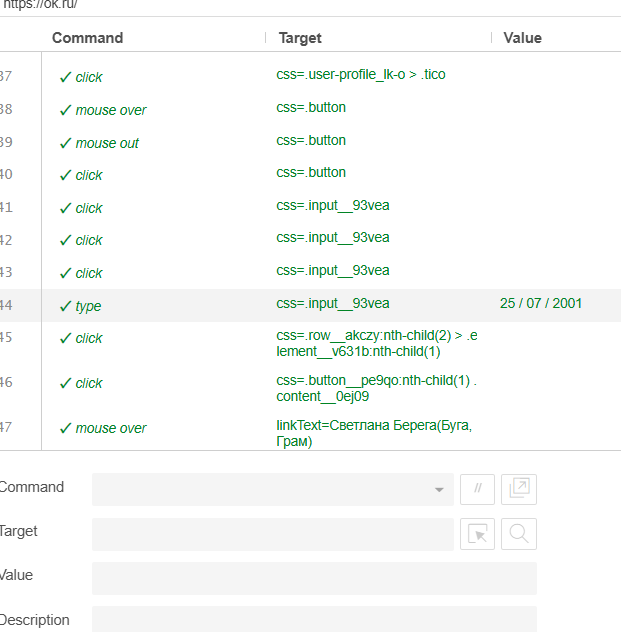 https://ok.ru/
Command Target Value
37 click css=.user-profile_lk-o > .tico
38 mouse over css=.button
39 mouse out css=.button
40 click css=.button
41 click css=.input__93vea
42 click css=.input__93vea
43 click css=.input__93vea
44 type css=.input__93vea 25 / 07 / 2001
45 click css=.row__akczy:nth-child(2) > .e
lement__v631b:nth-child(1)
46 click css=.button__pe9qo:nth-child(1) .
content__0ej09
47 mouse over linkText=Светлана Берега(Буга,
Грам)
Command //
Target
Value
Description